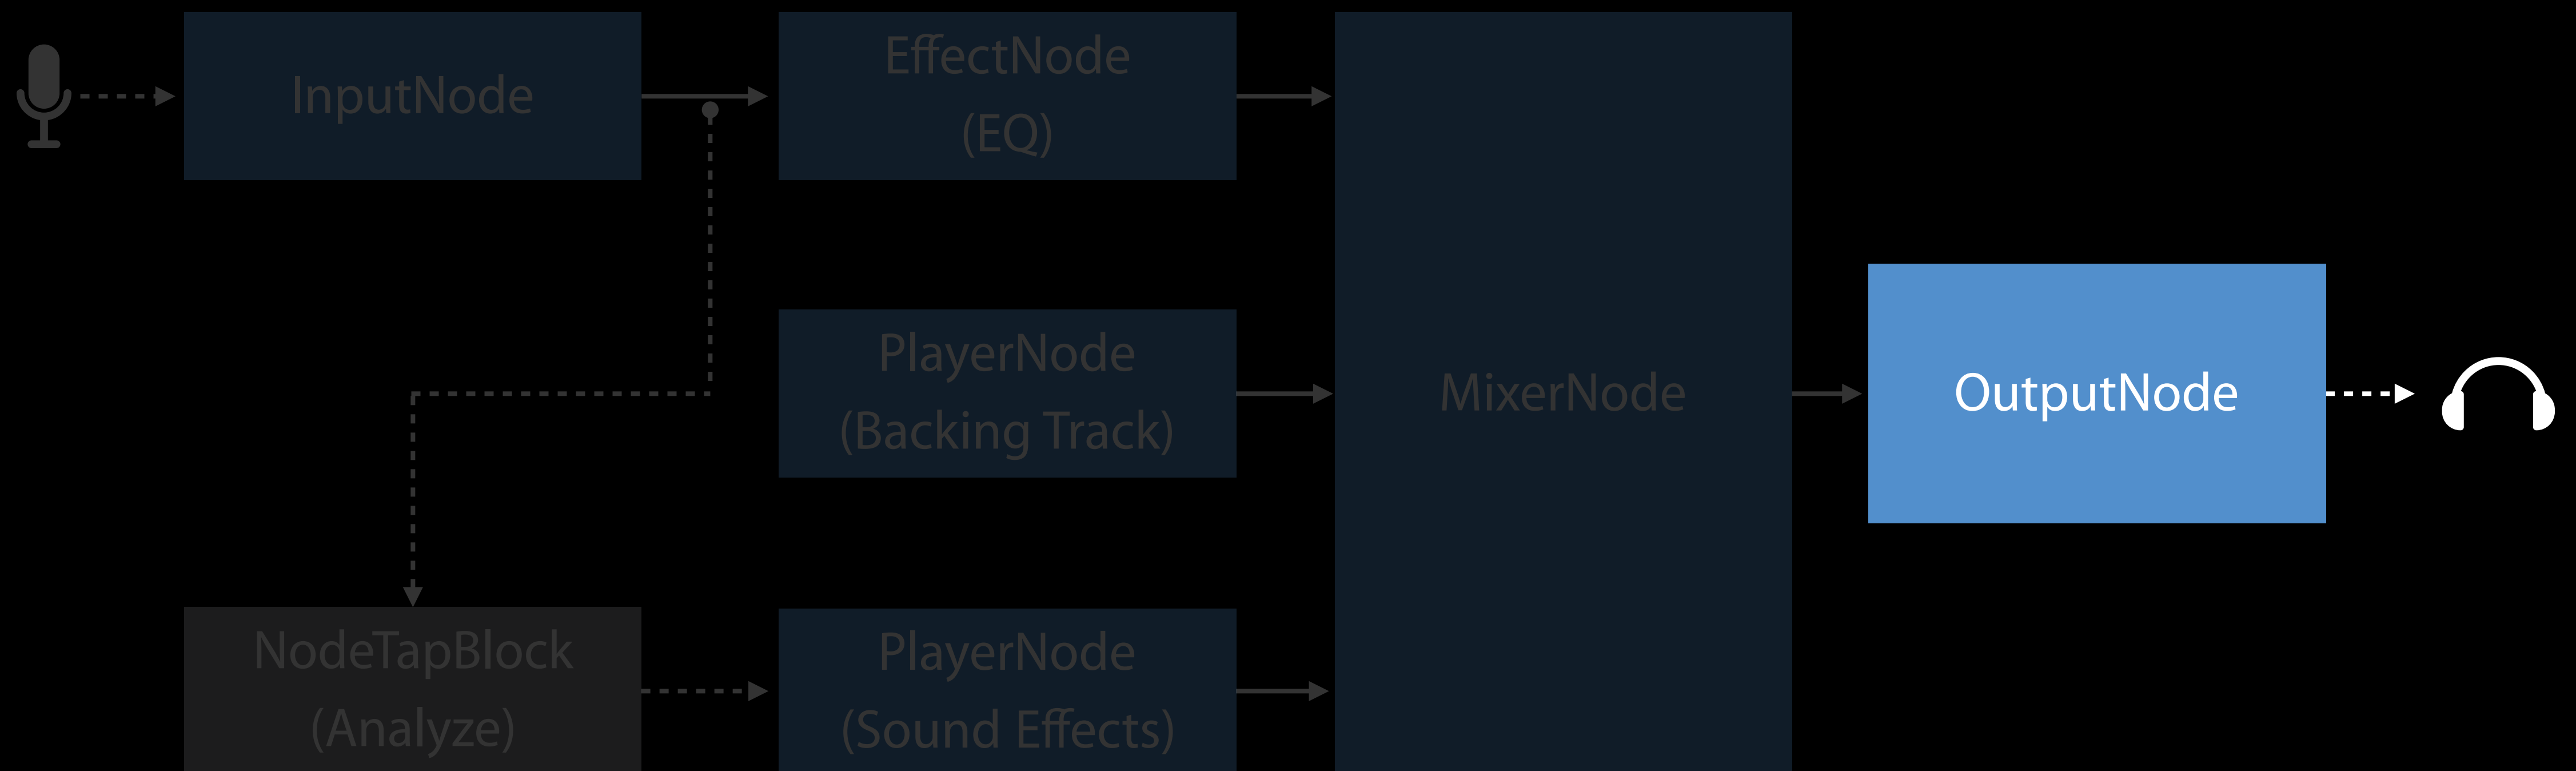 InputNode
EffectNode
(EQ)
PlayerNode
(Backing Track)
MixerNode
OutputNode
NodeTapBlock
(Analyze)
PlayerNode
(Sound Effects)